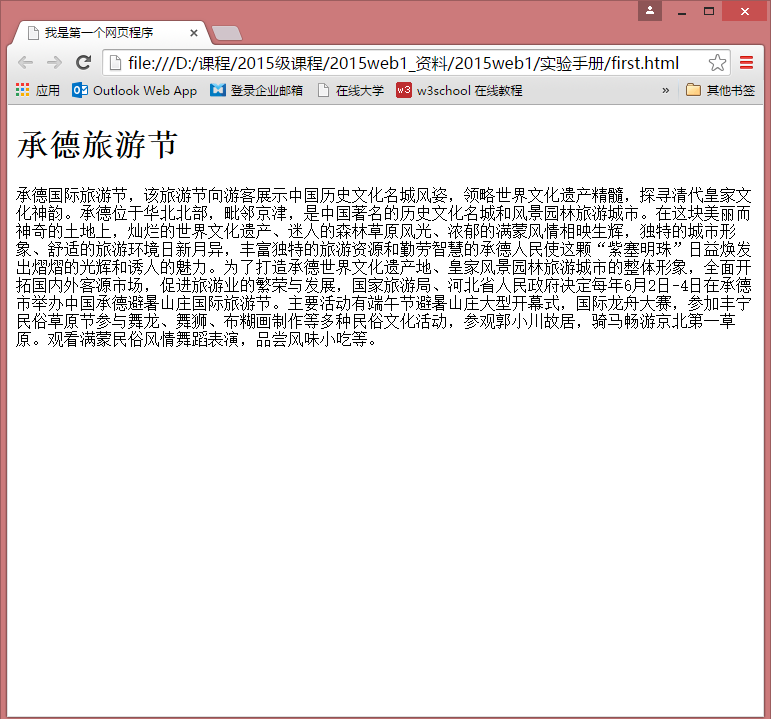 我是第一个网页程序
file:///D:/课程/2015级课程/2015web1_资料/2015web1/实验手册/first.html
应用 Outlook Web App 登录企业邮箱 在线大学 w3 w3school 在线教程 » 其他书签
承德旅游节
承德国际旅游节，该旅游节向游客展示中国历史文化名城风姿，领略世界文化遗产精髓，探寻清代皇家文
化神韵。承德位于华北北部，毗邻京津，是中国著名的历史文化名城和风景园林旅游城市。在这块美丽而
神奇的土地上，灿烂的世界文化遗产、迷人的森林草原风光、浓郁的满蒙风情相映生辉，独特的城市形
象、舒适的旅游环境日新月异，丰富独特的旅游资源和勤劳智慧的承德人民使这颗“紫塞明珠”日益焕发
出熠熠的光辉和诱人的魅力。为了打造承德世界文化遗产地、皇家风景园林旅游城市的整体形象，全面开
拓国内外客源市场，促进旅游业的繁荣与发展，国家旅游局、河北省人民政府决定每年6月2日-4日在承德
市举办中国承德避暑山庄国际旅游节。主要活动有端午节避暑山庄大型开幕式，国际龙舟大赛，参加丰宁
民俗草原节参与舞龙、舞狮、布糊画制作等多种民俗文化活动，参观郭小川故居，骑马畅游京北第一草
原。观看满蒙民俗风情舞蹈表演，品尝风味小吃等。